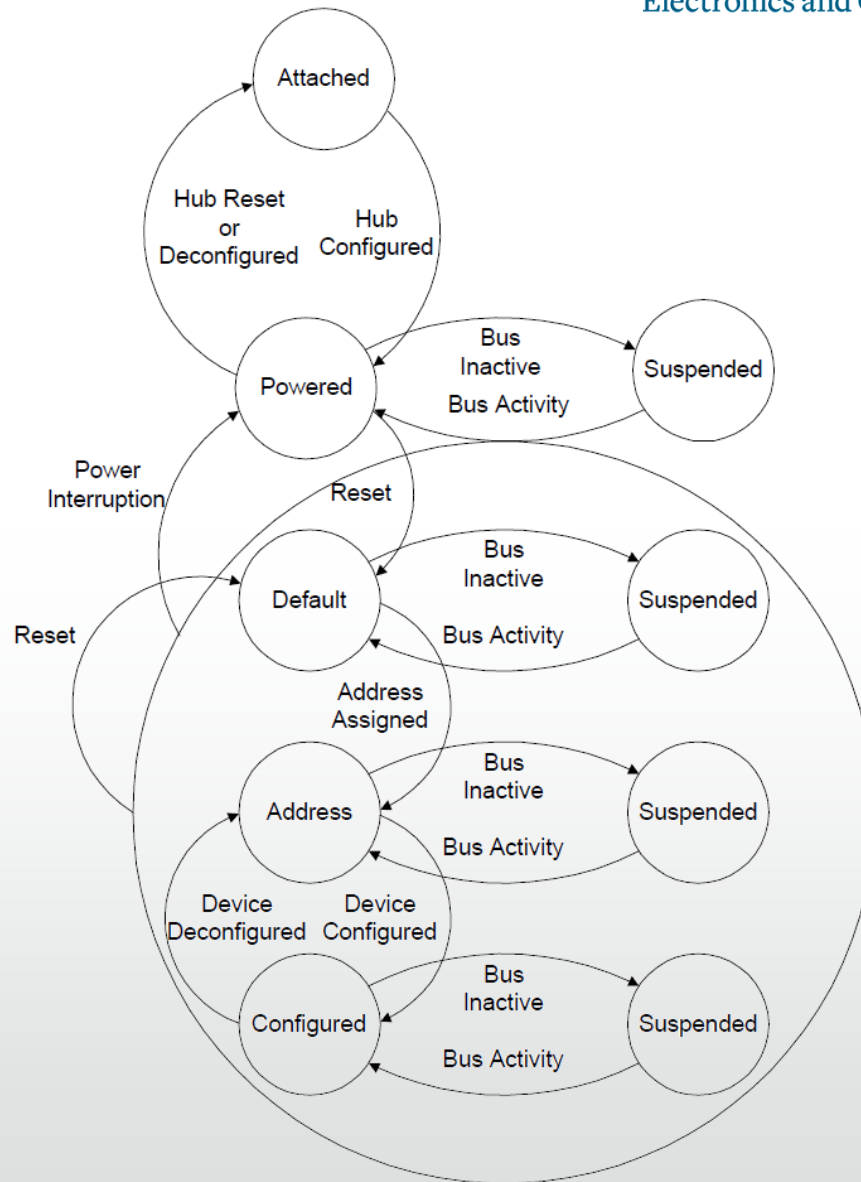 Electronics and
Attached
Hub Reset
or
Deconfigured
Hub
Configured
Powered
Bus
Inactive
Bus Activity
Suspended
Power
Interruption
Reset
Default
Bus
Inactive
Bus Activity
Suspended
Reset
Address
Assigned
Address
Bus
Inactive
Bus Activity
Suspended
Device
Deconfigured
Device
Configured
Configured
Bus
Inactive
Bus Activity
Suspended